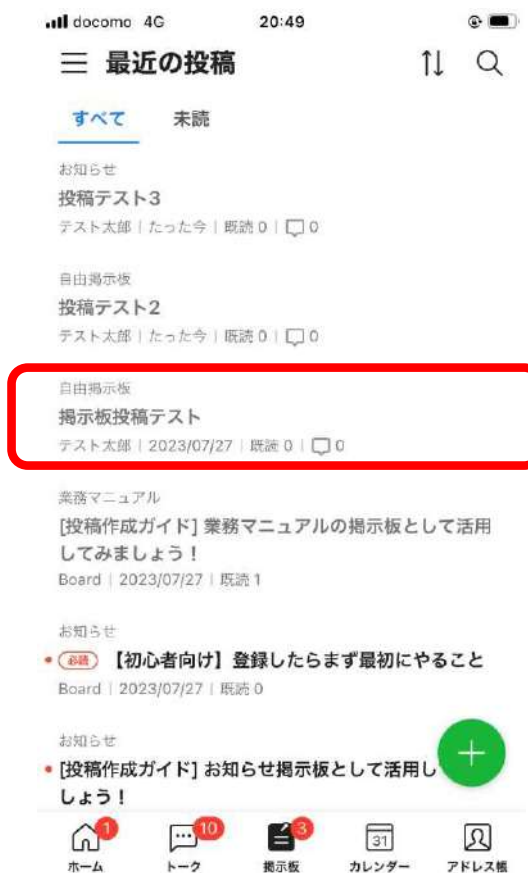 docomo 4G 20:49
最近の投稿
すべて 未読
お知らせ
投稿テスト3
テスト太郎 | たった今 | 既読 0 | 0
自由掲示板
投稿テスト2
テスト太郎 | たった今 | 既読 0 | 0
自由掲示板
掲示板投稿テスト
テスト太郎 | 2023/07/27 | 既読 0 | 0
業務マニュアル
[投稿作成ガイド] 業務マニュアルの掲示板として活用
してみましょう！
Board | 2023/07/27 | 既読 1
お知らせ
必読 【初心者向け】登録したらまず最初にやること
Board | 2023/07/27 | 既読 0
お知らせ
[投稿作成ガイド] お知らせ掲示板として活用し
しょう！
1 10 3 31
ホーム トーク 掲示板 カレンダー アドレス帳